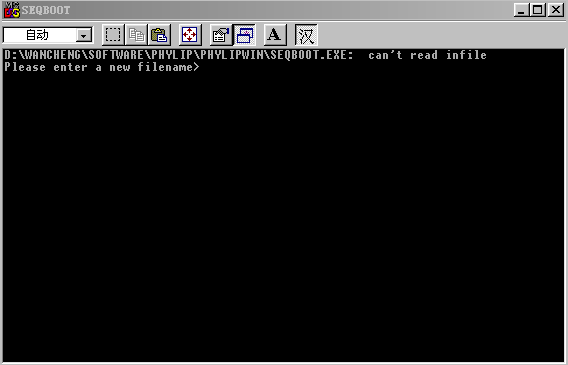 SEQBOOT
自动
A
汉
D:\WANCHENG\SOFTWARE\PHYLIP\PHYLIPWIN\SEQBOOT.EXE:  can't read infile
Please enter a new filename>